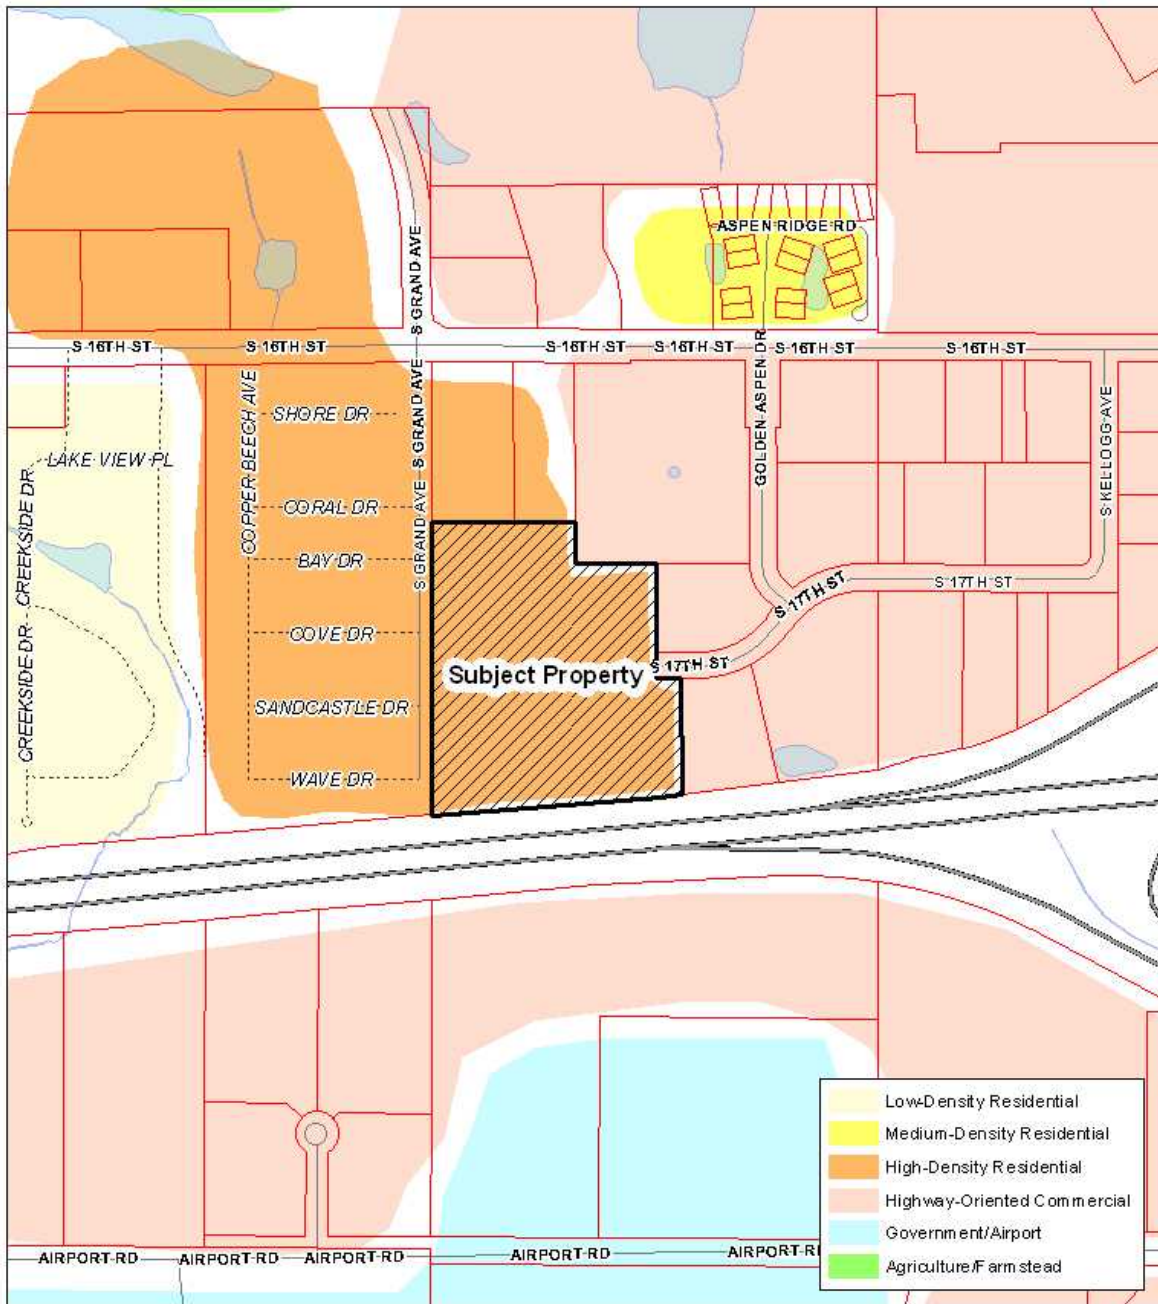 S GRAND AVE
ASPEN RIDGE RD
S 16TH ST
S 16TH ST
S 16TH ST
S 16TH ST
S 16TH ST
S 16TH ST
GOLDEN ASPEN DR
S KELLOGG AVE
S GRAND AVE
S GRAND AVE
S GRAND AVE
COPPER BEECH AVE
SHORE DR
LAKE VIEW PL
CORAL DR
BAY DR
COVE DR
SANDCASTLE DR
WAVE DR
CREEKSIDE DR
CREEKSIDE DR
S 17TH ST
S 17TH ST
S 17TH ST
Subject Property
Low-Density Residential
Medium-Density Residential
High-Density Residential
Highway-Oriented Commercial
Government/Airport
Agriculture/Farmstead
AIRPORT RD
AIRPORT RD
AIRPORT RD
AIRPORT RD
AIRPORT